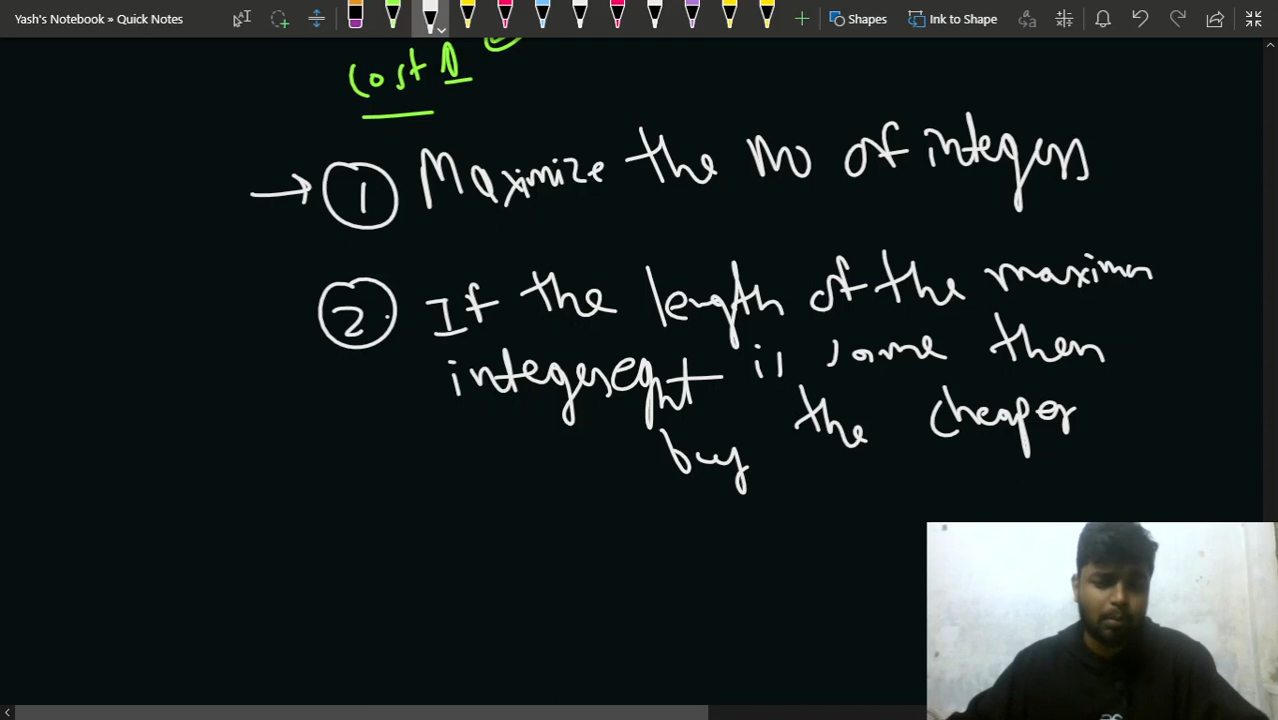 Yash's Notebook » Quick Notes
Shapes
Ink to Shape
Cost
① Maximize the no of integers
② If the length of the maximum
is same then
the cheaper
buy